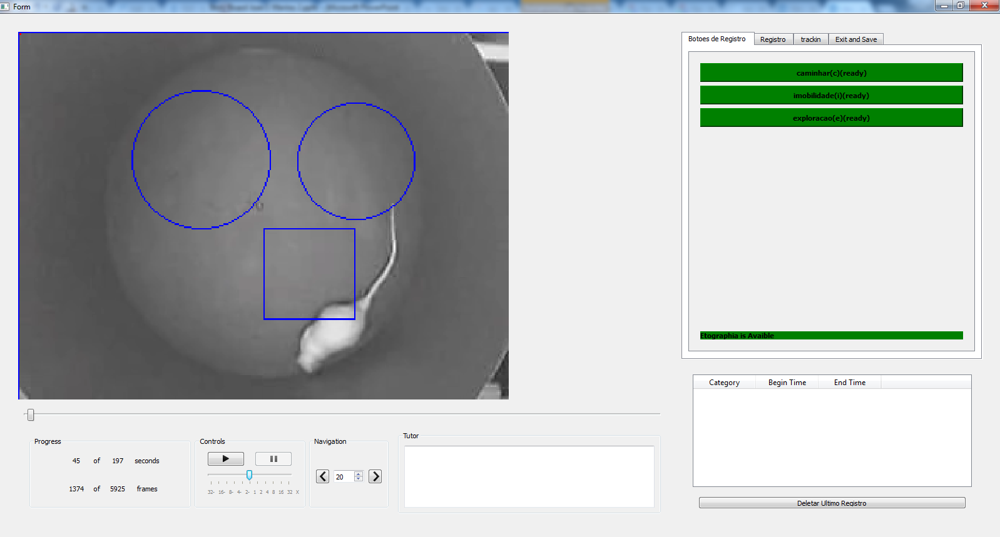 Form
Botoes de Registro
Registro
trackin
Exit and Save
caminhar(c)(ready)
imobilidade(i)(ready)
exploracao(e)(ready)
Etographia is Avaible
Category Begin Time End Time
Deletar Ultimo Registro
Progress
45 of 197 seconds
1374 of 5925 frames
Controls
32- 16- 8- 4- 2- 1 2 4 8 16 32 X
Navigation
20
Tutor